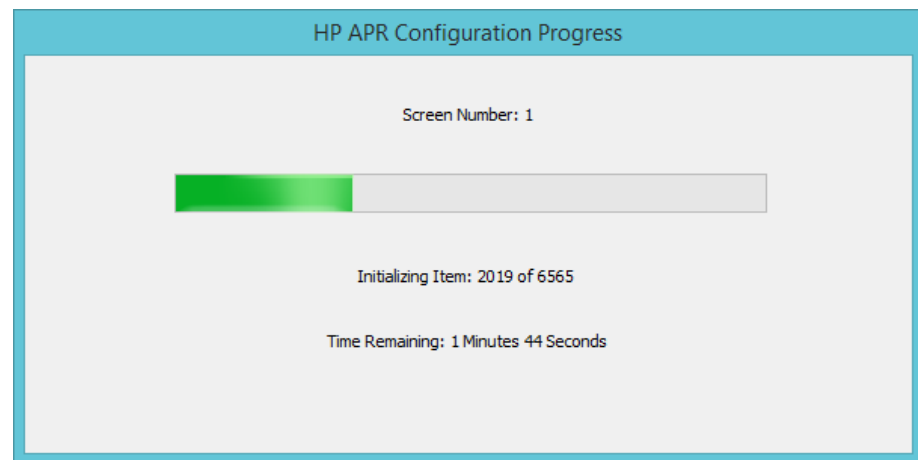 HP APR Configuration Progress
Screen Number: 1
Initializing Item: 2019 of 6565
Time Remaining: 1 Minutes 44 Seconds